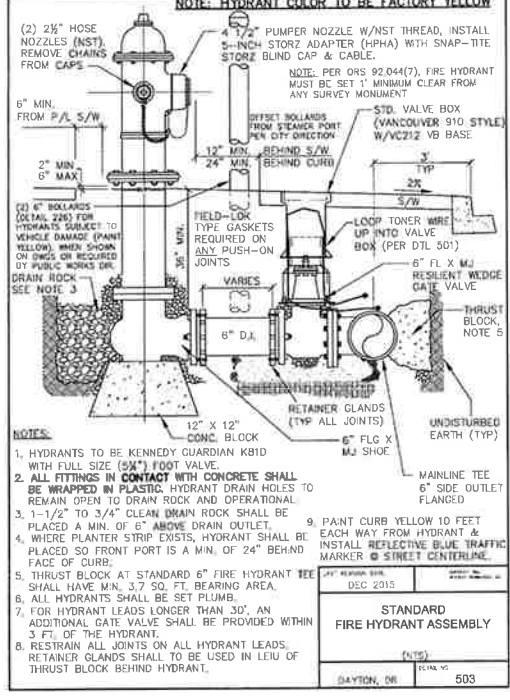 NOTE: HYDRANT COLOR TO BE FACTORY YELLOW
(2) 2½" HOSE
NOZZLES (NST).
REMOVE CHAINS
FROM CAPS
4 1/2" PUMPER NOZZLE W/NST THREAD, INSTALL
5-INCH STORZ ADAPTER (HPHA) WITH SNAP-TITE
STORZ BLIND CAP & CABLE.
NOTE: PER ORS 92.044(7), FIRE HYDRANT
MUST BE SET 1' MINIMUM CLEAR FROM
ANY SURVEY MONUMENT
6" MIN.
FROM P/L S/W
OFFSET BOLLARDS
FROM STEAMER PORT
PER CITY DIRECTION
STD. VALVE BOX
(VANCOUVER 910 STYLE)
W/VC212 VB BASE
12" MIN. BEHIND S/W
24" MIN. BEHIND CURB
3'
TYP
2" MIN
6" MAX
2%
S/W
(2) 6" BOLLARDS
(DETAIL 226) FOR
HYDRANTS SUBJECT TO
VEHICLE DAMAGE (PAINT
YELLOW). WHEN SHOWN
ON DWGS OR REQUIRED
BY PUBLIC WORKS DIR.
36" MIN.
FIELD-LOK
TYPE GASKETS
REQUIRED ON
ANY PUSH-ON
JOINTS
LOOP TONER WIRE
UP INTO VALVE
BOX (PER DTL 501)
DRAIN ROCK
SEE NOTE 3
6" FL X MJ
RESILIENT WEDGE
GATE VALVE
VARIES
6" D.I.
THRUST
BLOCK,
NOTE 5
RETAINER GLANDS
(TYP ALL JOINTS)
12" X 12"
CONC. BLOCK
UNDISTURBED
EARTH (TYP)
6" FLG X
MJ SHOE
MAINLINE TEE
6" SIDE OUTLET
FLANGED
NOTES:
1. HYDRANTS TO BE KENNEDY GUARDIAN K81D
WITH FULL SIZE (5¼") FOOT VALVE.
2. ALL FITTINGS IN CONTACT WITH CONCRETE SHALL
BE WRAPPED IN PLASTIC. HYDRANT DRAIN HOLES TO
REMAIN OPEN TO DRAIN ROCK AND OPERATIONAL
3. 1-1/2" TO 3/4" CLEAN DRAIN ROCK SHALL BE
PLACED A MIN. OF 6" ABOVE DRAIN OUTLET.
4. WHERE PLANTER STRIP EXISTS, HYDRANT SHALL BE
PLACED SO FRONT PORT IS A MIN. OF 24" BEHIND
FACE OF CURB.
5. THRUST BLOCK AT STANDARD 6" FIRE HYDRANT TEE
SHALL HAVE MIN. 3.7 SQ. FT. BEARING AREA.
6. ALL HYDRANTS SHALL BE SET PLUMB.
7. FOR HYDRANT LEADS LONGER THAN 30', AN
ADDITIONAL GATE VALVE SHALL BE PROVIDED WITHIN
3 FT. OF THE HYDRANT.
8. RESTRAIN ALL JOINTS ON ALL HYDRANT LEADS.
RETAINER GLANDS SHALL TO BE USED IN LEIU OF
THRUST BLOCK BEHIND HYDRANT.
9. PAINT CURB YELLOW 10 FEET
EACH WAY FROM HYDRANT &
INSTALL REFLECTIVE BLUE TRAFFIC
MARKER @ STREET CENTERLINE.
LAST REVISION DATE
DEC 2015
STANDARD
FIRE HYDRANT ASSEMBLY
(NTS)
DAYTON, OR
DETAIL NO.
503